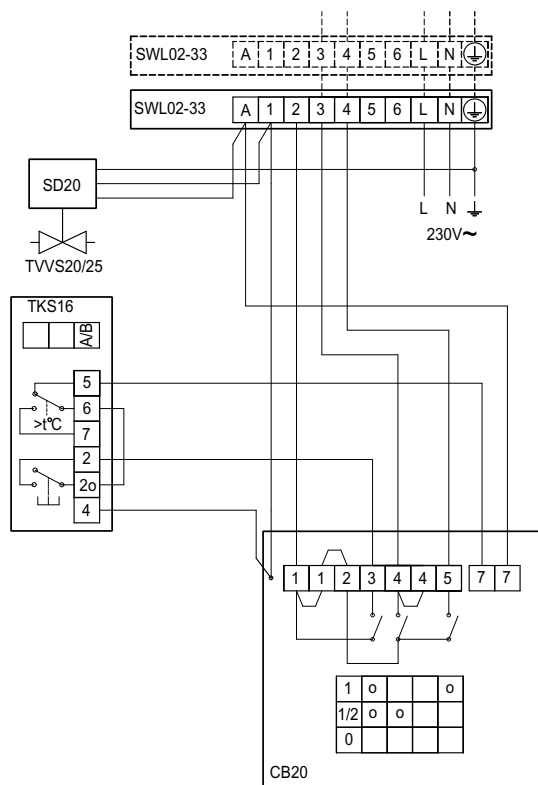 SWL02-33 A 1 2 3 4 5 6 L N
SWL02-33 A 1 2 3 4 5 6 L N
SD20
L N
230V~
TVVS20/25
TKS16
A/B
5
6
>t°C
7
2
2o
4
1 1 2 3 4 4 5 7 7
1 o o
1/2 o o
0
CB20